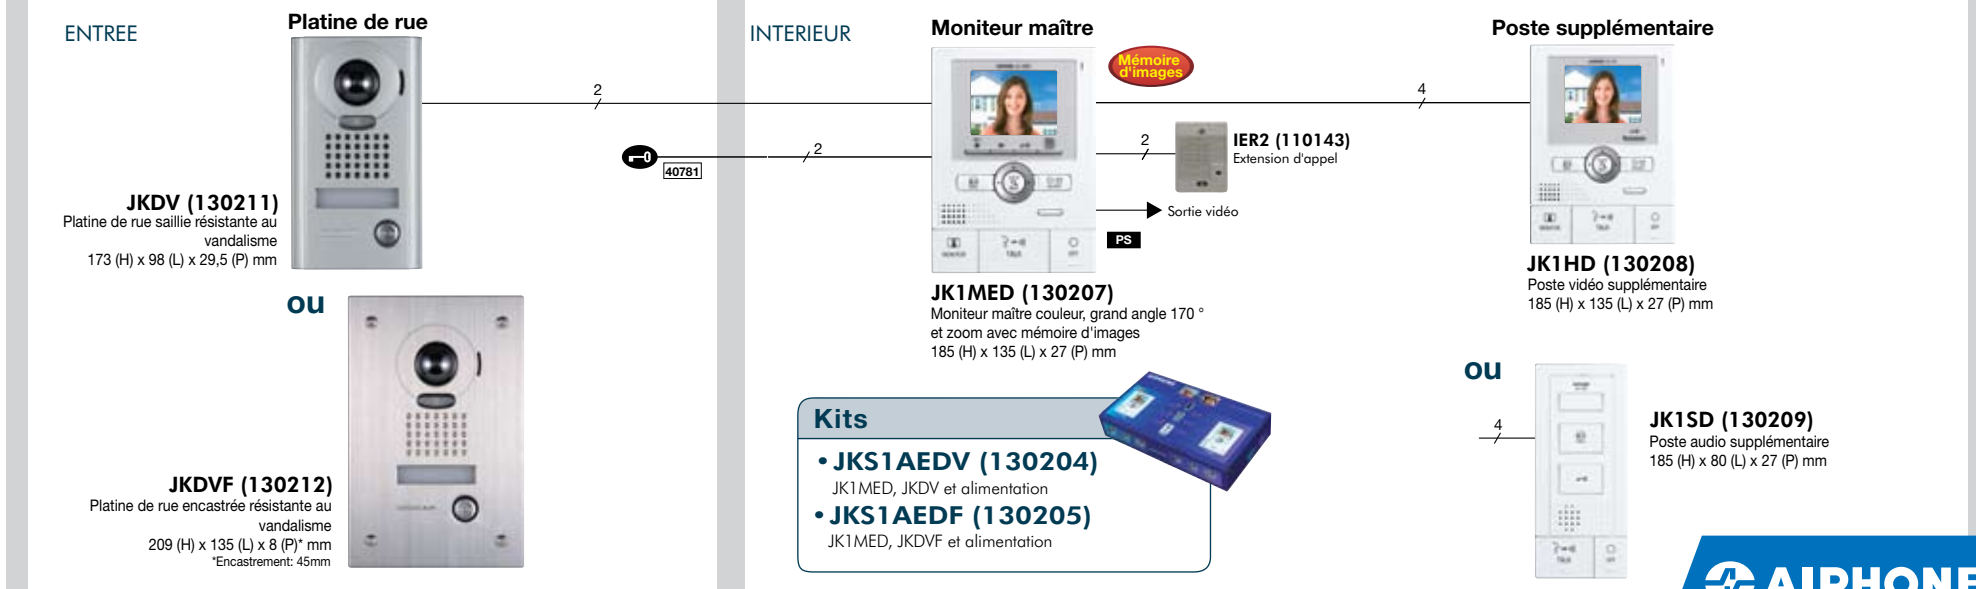 ENTREE
Platine de rue
2
2
40781
JKDV (130211)
Platine de rue saillie résistante au
vandalisme
173 (H) x 98 (L) x 29,5 (P) mm
ou
JKDVF (130212)
Platine de rue encastrée résistante au
vandalisme
209 (H) x 135 (L) x 8 (P)* mm
*Encastrement: 45mm
INTERIEUR
Moniteur maître
Mémoire
d'images
4
2
IER2 (110143)
Extension d'appel
Sortie vidéo
PS
JK1MED (130207)
Moniteur maître couleur, grand angle 170 °
et zoom avec mémoire d'images
185 (H) x 135 (L) x 27 (P) mm
Kits
• JKS1AEDV (130204)
JK1MED, JKDV et alimentation
• JKS1AEDF (130205)
JK1MED, JKDVF et alimentation
Poste supplémentaire
JK1HD (130208)
Poste vidéo supplémentaire
185 (H) x 135 (L) x 27 (P) mm
ou
4
JK1SD (130209)
Poste audio supplémentaire
185 (H) x 80 (L) x 27 (P) mm
AIPHONE